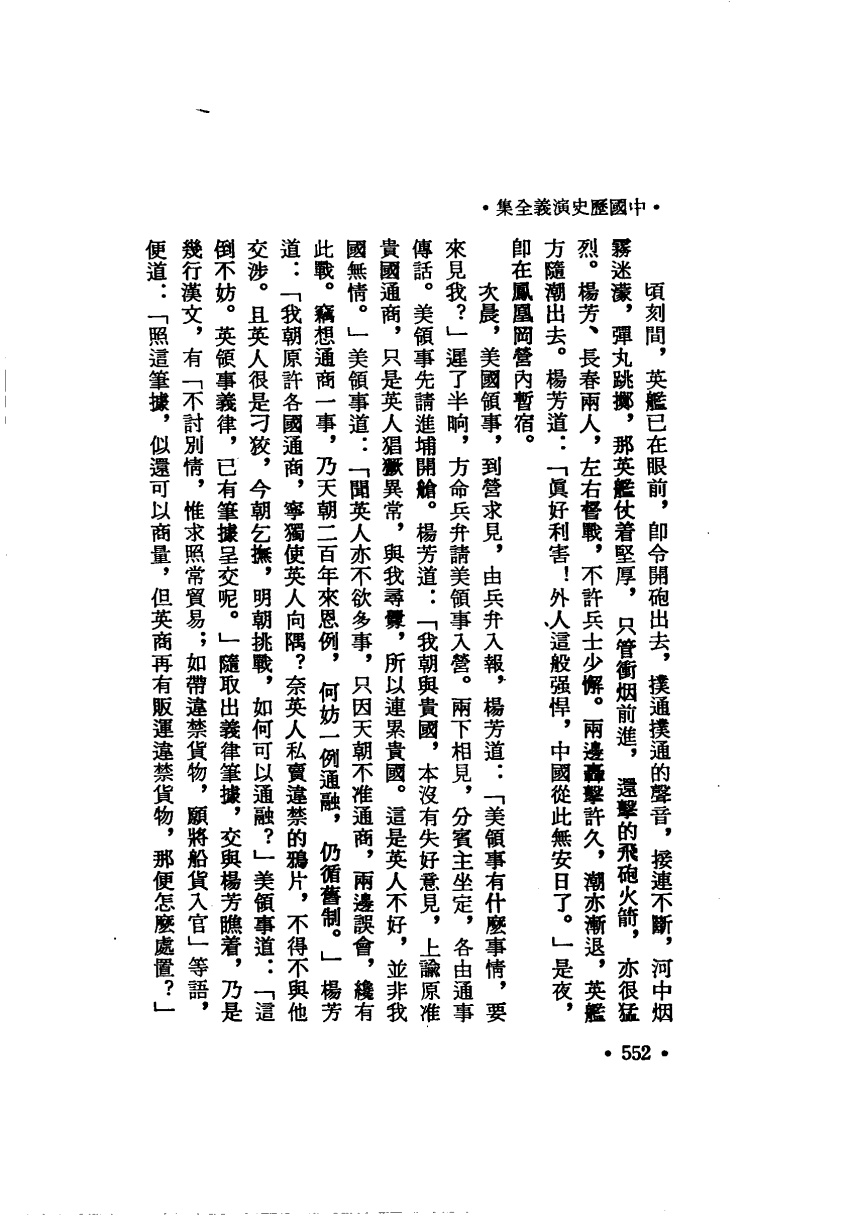 •中國歷史演義全集•
頃刻間，英艦已在眼前，卽令開砲出去，撲通撲通的聲音，接連不斷，河中烟
霧迷濛，彈丸跳擲，那英艦仗着堅厚，只管衝烟前進，還擊的飛砲火箭，亦很猛
烈。楊芳、長春兩人，左右督戰，不許兵士少懈。兩邊轟擊許久，潮亦漸退，英艦
方隨潮出去。楊芳道：「眞好利害！外人這般强悍，中國從此無安日了。」是夜，
卽在鳳凰岡營內暫宿。
次晨，美國領事，到營求見，由兵弁入報，楊芳道：「美領事有什麼事情，要
來見我？」遲了半晌，方命兵弁請美領事入營。兩下相見，分賓主坐定，各由通事
傳話。美領事先請進埔開艙。楊芳道：「我朝與貴國，本沒有失好意見，上諭原准
貴國通商，只是英人猖獗異常，與我尋釁，所以連累貴國。這是英人不好，並非我
國無情。」美領事道：「聞英人亦不欲多事，只因天朝不准通商，兩邊誤會，纔有
此戰。竊想通商一事，乃天朝二百年來恩例，何妨一例通融，仍循舊制。」楊芳
道：「我朝原許各國通商，寧獨使英人向隅？奈英人私賣違禁的鴉片，不得不與他
交涉。且英人很是刁狡，今朝乞撫，明朝挑戰，如何可以通融？」美領事道：「這
倒不妨。英領事義律，已有筆據呈交呢。」隨取出義律筆據，交與楊芳瞧着，乃是
幾行漢文，有「不討別情，惟求照常貿易；如帶違禁貨物，願將船貨入官」等語，
便道：「照這筆據，似還可以商量，但英商再有販運違禁貨物，那便怎麼處置？」
•552•